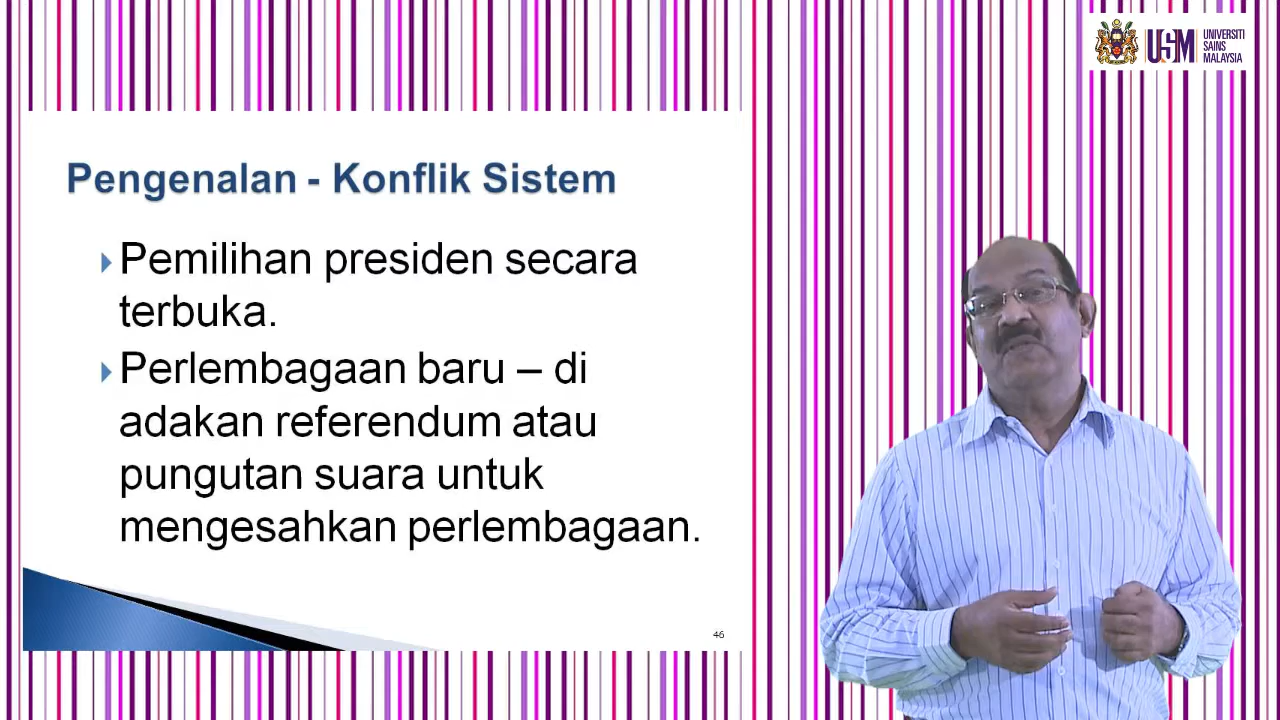 USM
UNIVERSITI
SAINS
MALAYSIA
Pengenalan - Konflik Sistem
Pemilihan presiden secara
terbuka.
Perlembagaan baru – di
adakan referendum atau
pungutan suara untuk
mengesahkan perlembagaan.
46